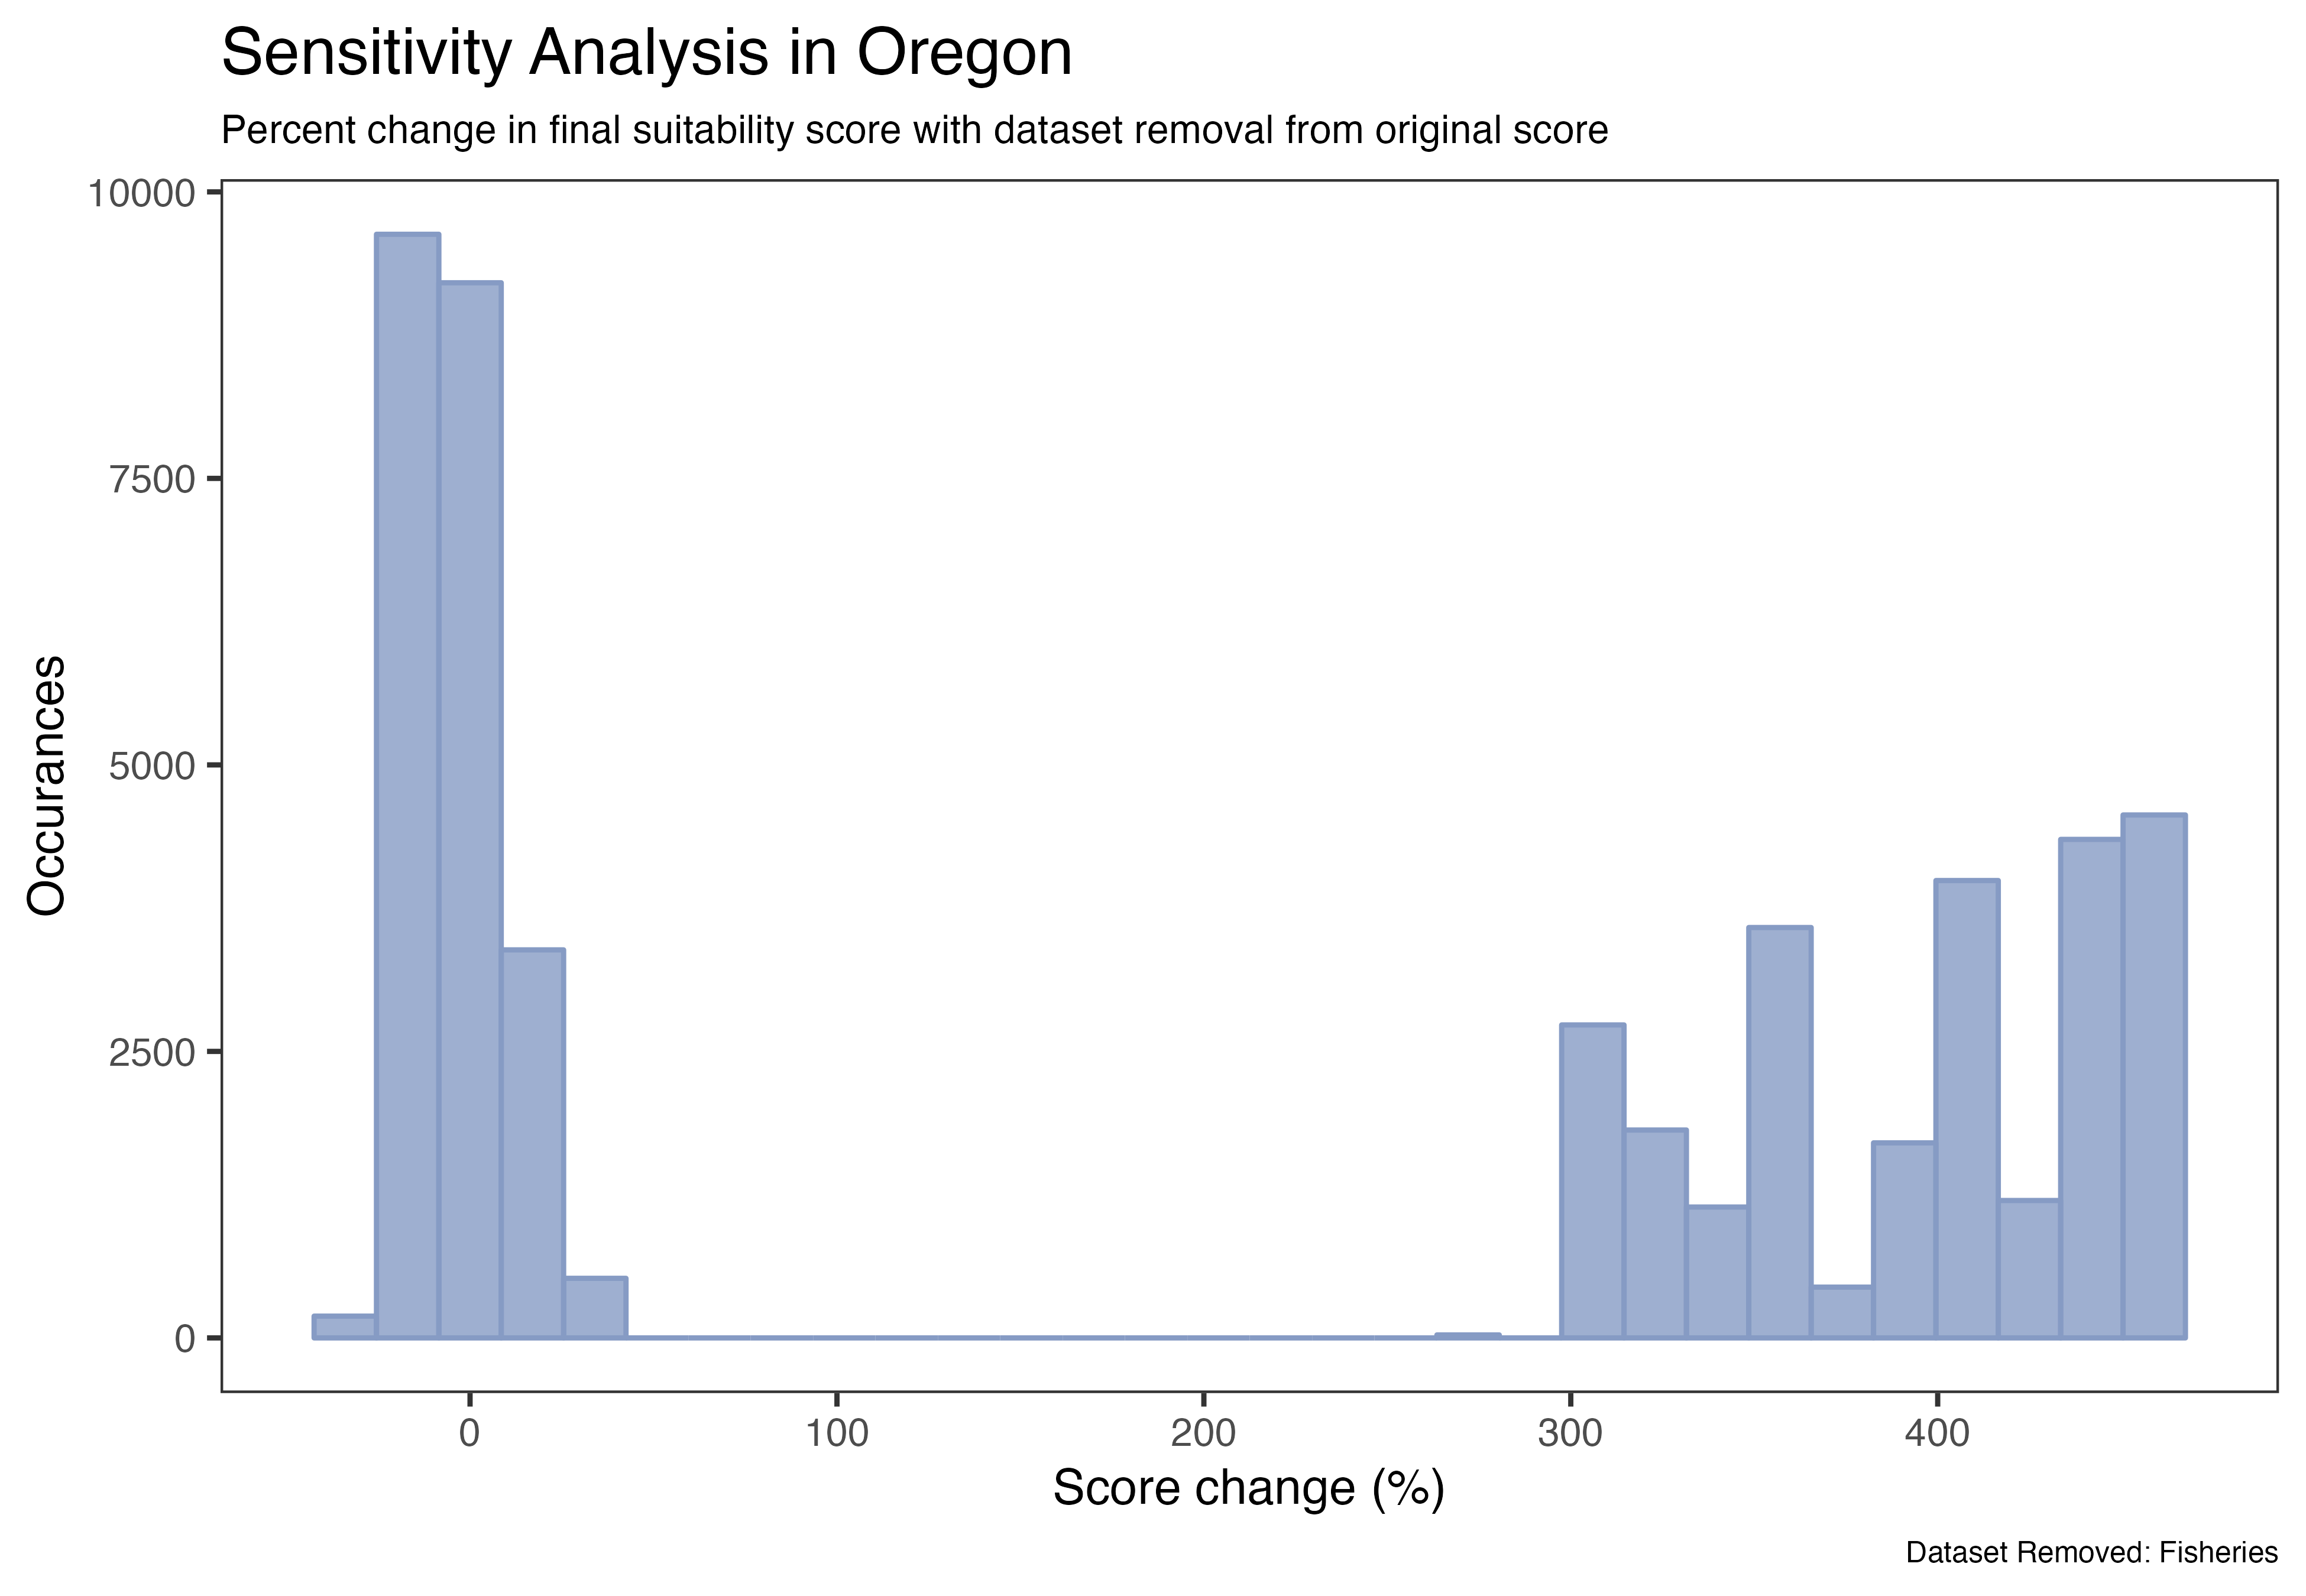 Sensitivity Analysis in Oregon
Percent change in final suitability score with dataset removal from original score
10000
7500
5000
2500
0
Occurances
0 100 200 300 400
Score change (%)
Dataset Removed: Fisheries